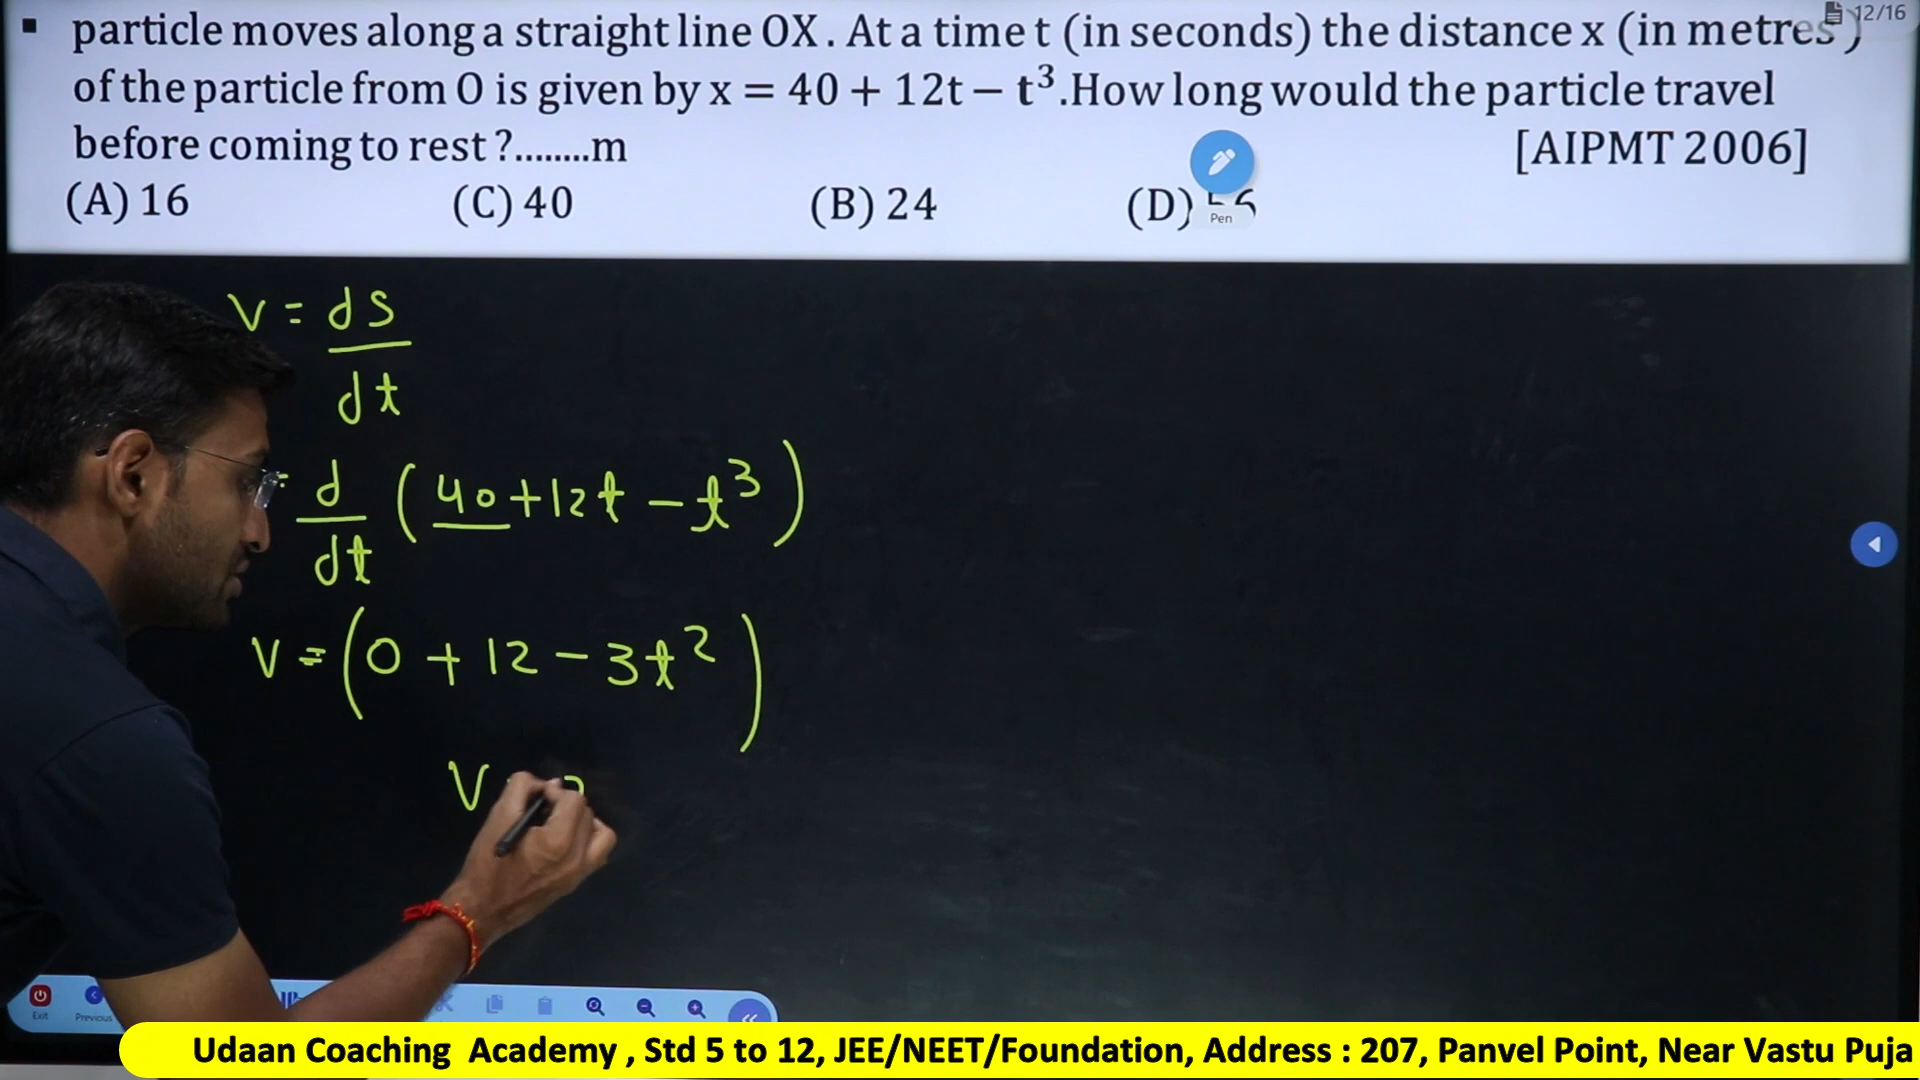 12/16
▪ particle moves along a straight line OX. At a time t (in seconds) the distance x (in metres)
of the particle from O is given by x = 40 + 12t − t³.How long would the particle travel
before coming to rest ?........m [AIPMT 2006]
(A) 16 (C) 40 (B) 24 (D)
Pen
V = ds
dt
= d (40+12t − t³)
dt
V = (0 + 12 − 3t²)
V
Exit
Previous
Udaan Coaching Academy , Std 5 to 12, JEE/NEET/Foundation, Address : 207, Panvel Point, Near Vastu Puja